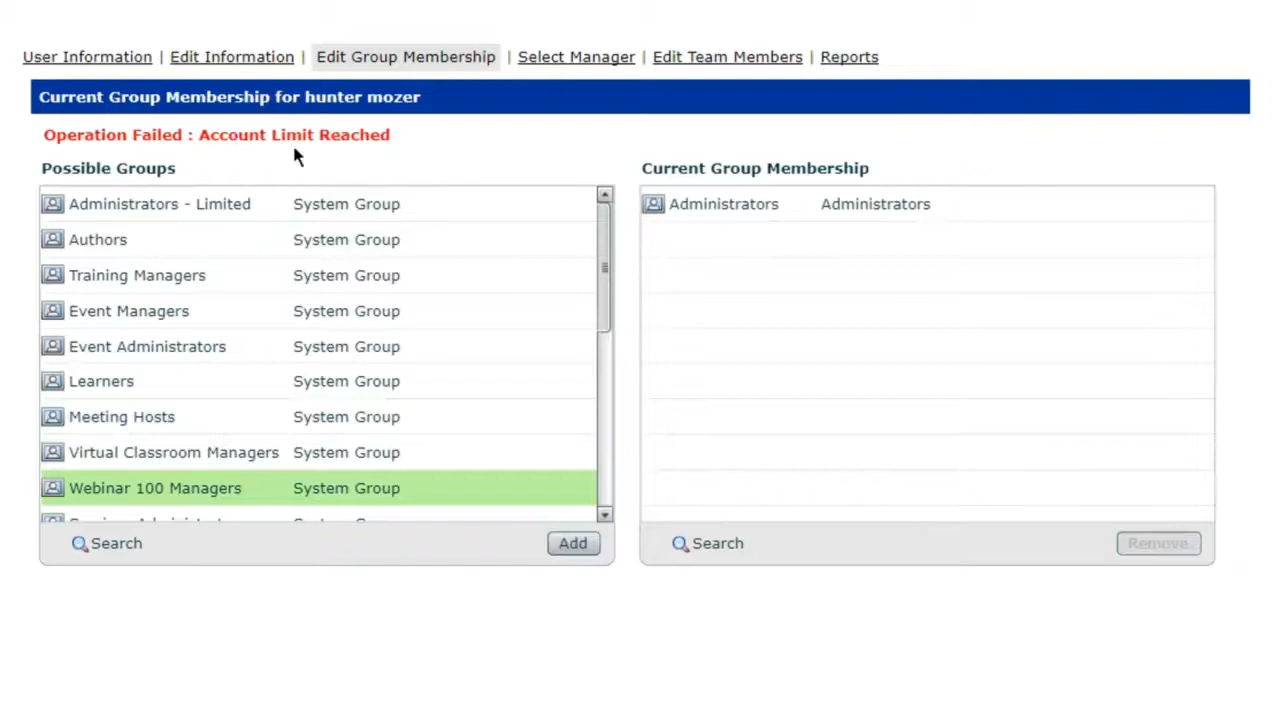 User Information | Edit Information | Edit Group Membership | Select Manager | Edit Team Members | Reports
Current Group Membership for hunter mozer
Operation Failed : Account Limit Reached
Possible Groups
Administrators - Limited System Group
Authors System Group
Training Managers System Group
Event Managers System Group
Event Administrators System Group
Learners System Group
Meeting Hosts System Group
Virtual Classroom Managers System Group
Webinar 100 Managers System Group
Search Add
Current Group Membership
Administrators Administrators
Search Remove